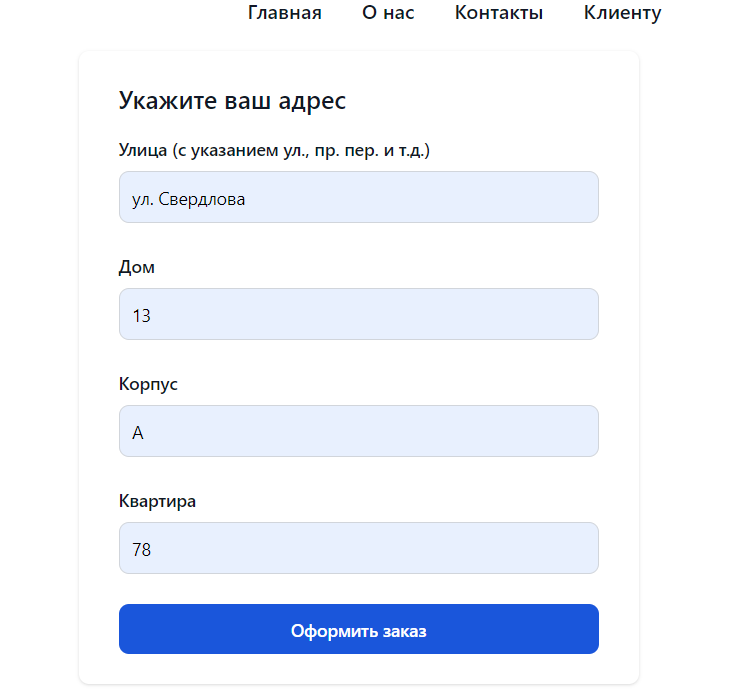 Главная О нас Контакты Клиенту
Укажите ваш адрес
Улица (с указанием ул., пр. пер. и т.д.)
ул. Свердлова
Дом
13
Корпус
А
Квартира
78
Оформить заказ